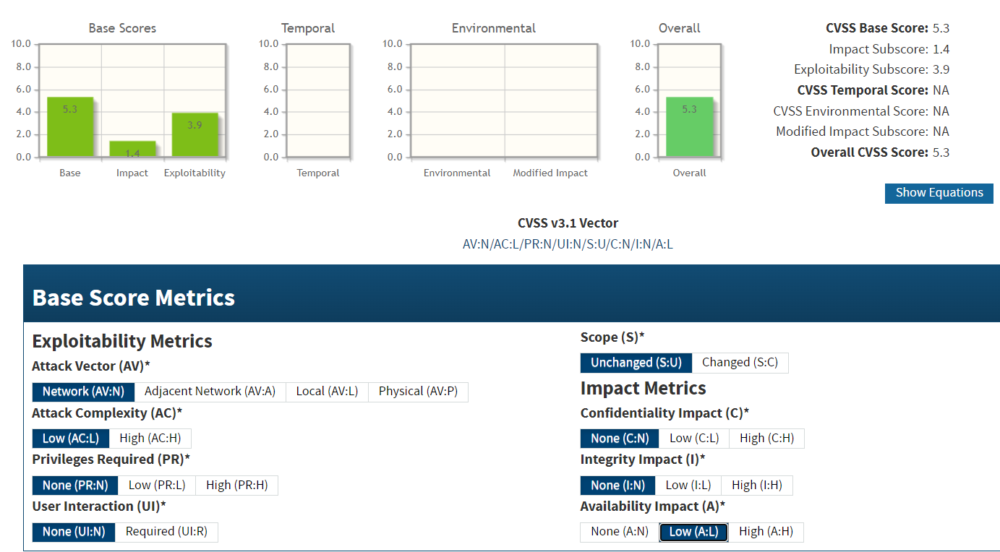 Base Scores
Temporal
Environmental
Overall
10.0
8.0
6.0
4.0
2.0
0.0
5.3
1.4
3.9
Base
Impact
Exploitability
10.0
8.0
6.0
4.0
2.0
0.0
Temporal
10.0
8.0
6.0
4.0
2.0
0.0
Environmental
Modified Impact
10.0
8.0
6.0
4.0
2.0
0.0
5.3
Overall
CVSS Base Score: 5.3
Impact Subscore: 1.4
Exploitability Subscore: 3.9
CVSS Temporal Score: NA
CVSS Environmental Score: NA
Modified Impact Subscore: NA
Overall CVSS Score: 5.3
Show Equations
CVSS v3.1 Vector
AV:N/AC:L/PR:N/UI:N/S:U/C:N/I:N/A:L
Base Score Metrics
Exploitability Metrics
Attack Vector (AV)*
Network (AV:N) Adjacent Network (AV:A) Local (AV:L) Physical (AV:P)
Attack Complexity (AC)*
Low (AC:L) High (AC:H)
Privileges Required (PR)*
None (PR:N) Low (PR:L) High (PR:H)
User Interaction (UI)*
None (UI:N) Required (UI:R)
Scope (S)*
Unchanged (S:U) Changed (S:C)
Impact Metrics
Confidentiality Impact (C)*
None (C:N) Low (C:L) High (C:H)
Integrity Impact (I)*
None (I:N) Low (I:L) High (I:H)
Availability Impact (A)*
None (A:N) Low (A:L) High (A:H)